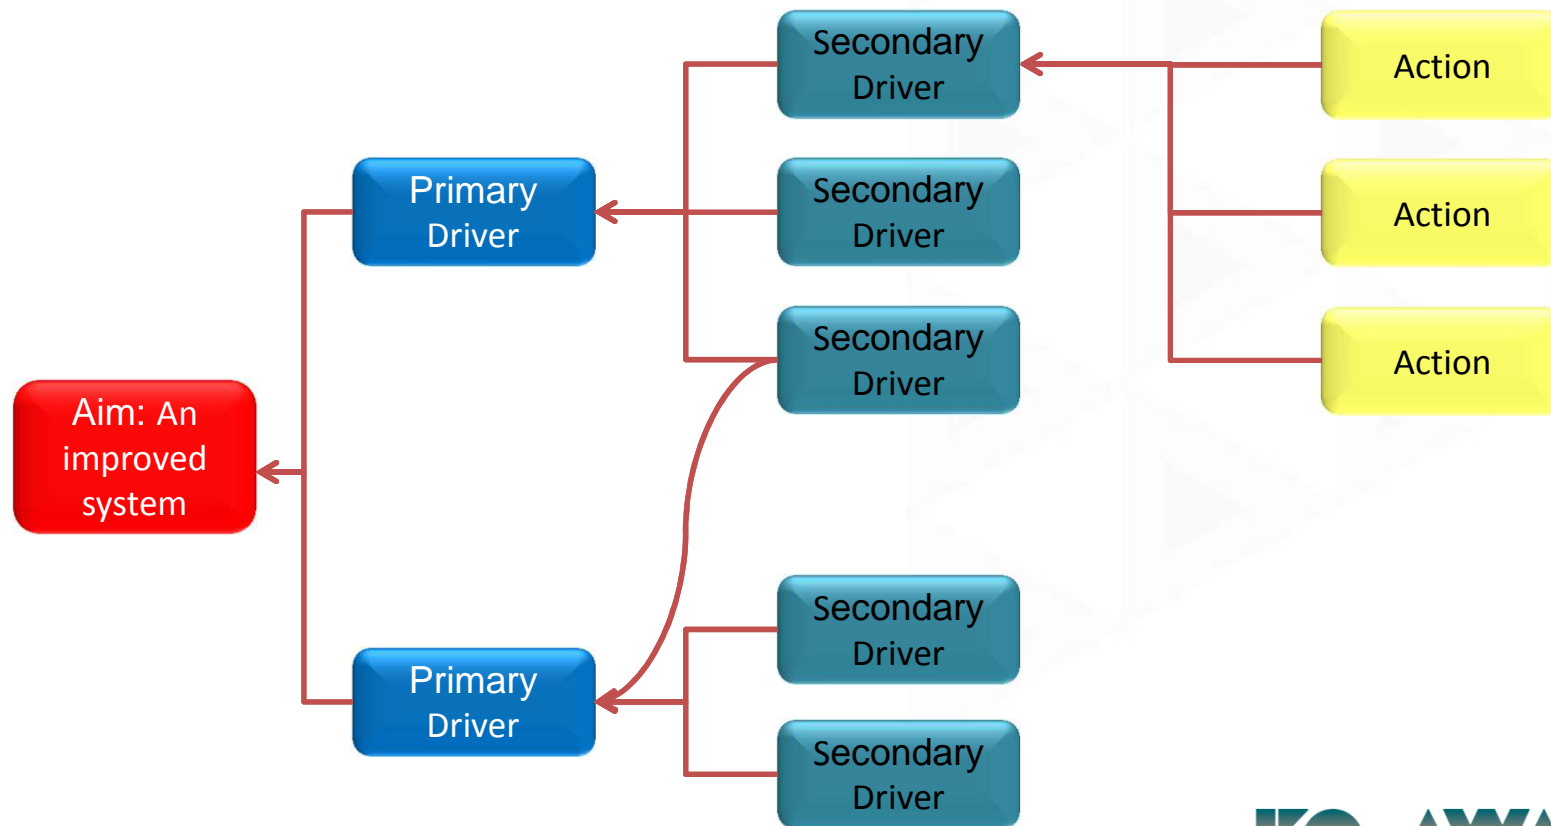 Secondary
Driver
Action
Primary
Driver
Secondary
Driver
Action
Secondary
Driver
Action
Aim: An
improved
system
Secondary
Driver
Primary
Driver
Secondary
Driver